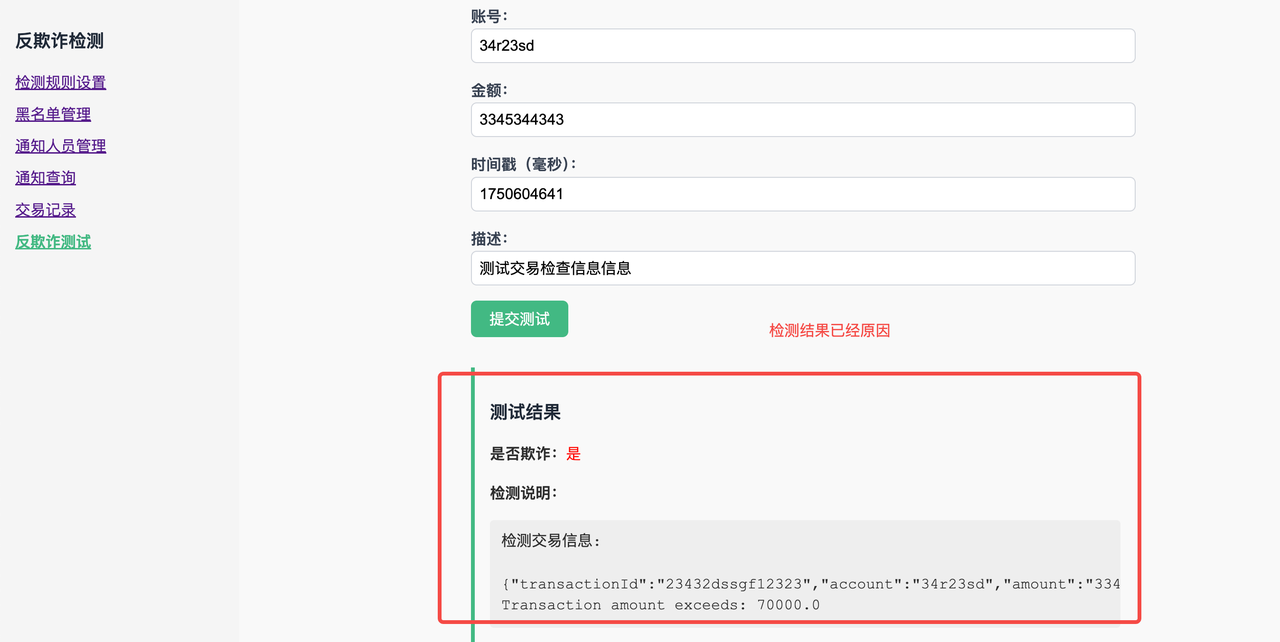 反欺诈检测
检测规则设置
黑名单管理
通知人员管理
通知查询
交易记录
反欺诈测试
账号：
34r23sd
金额：
3345344343
时间戳（毫秒）：
1750604641
描述：
测试交易检查信息信息
提交测试
检测结果已经原因
测试结果
是否欺诈：是
检测说明：
检测交易信息：
{"transactionId":"23432dssgf12323","account":"34r23sd","amount":"334
Transaction amount exceeds: 70000.0